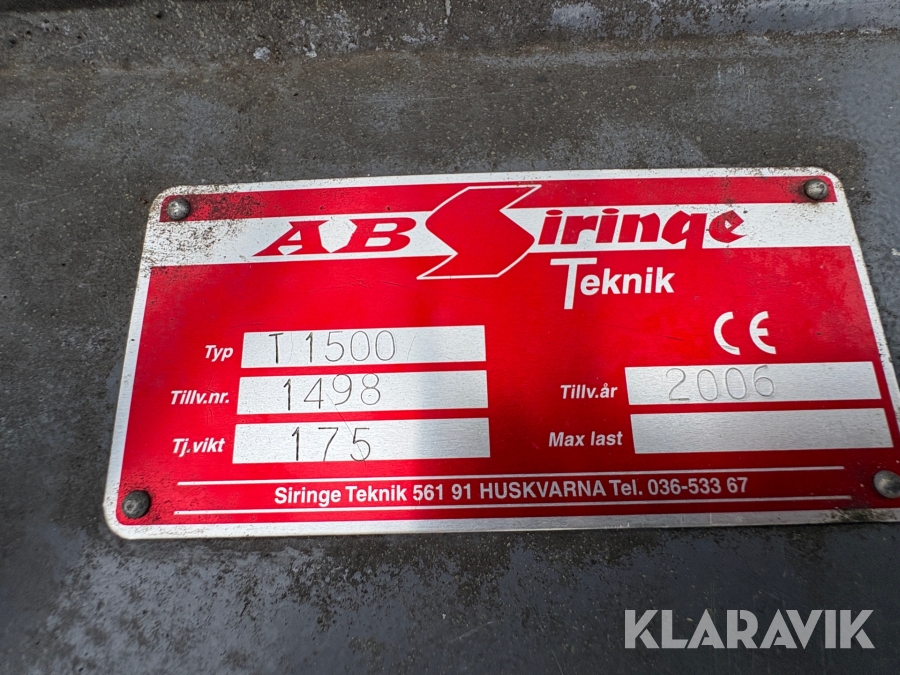 AB Siringe
Teknik
CE
Typ T 1500
Tillv.nr. 1498
Tillv.år 2006
Tj.vikt 175
Max last
Siringe Teknik 561 91 HUSKVARNA Tel. 036-533 67
KLARAVIK